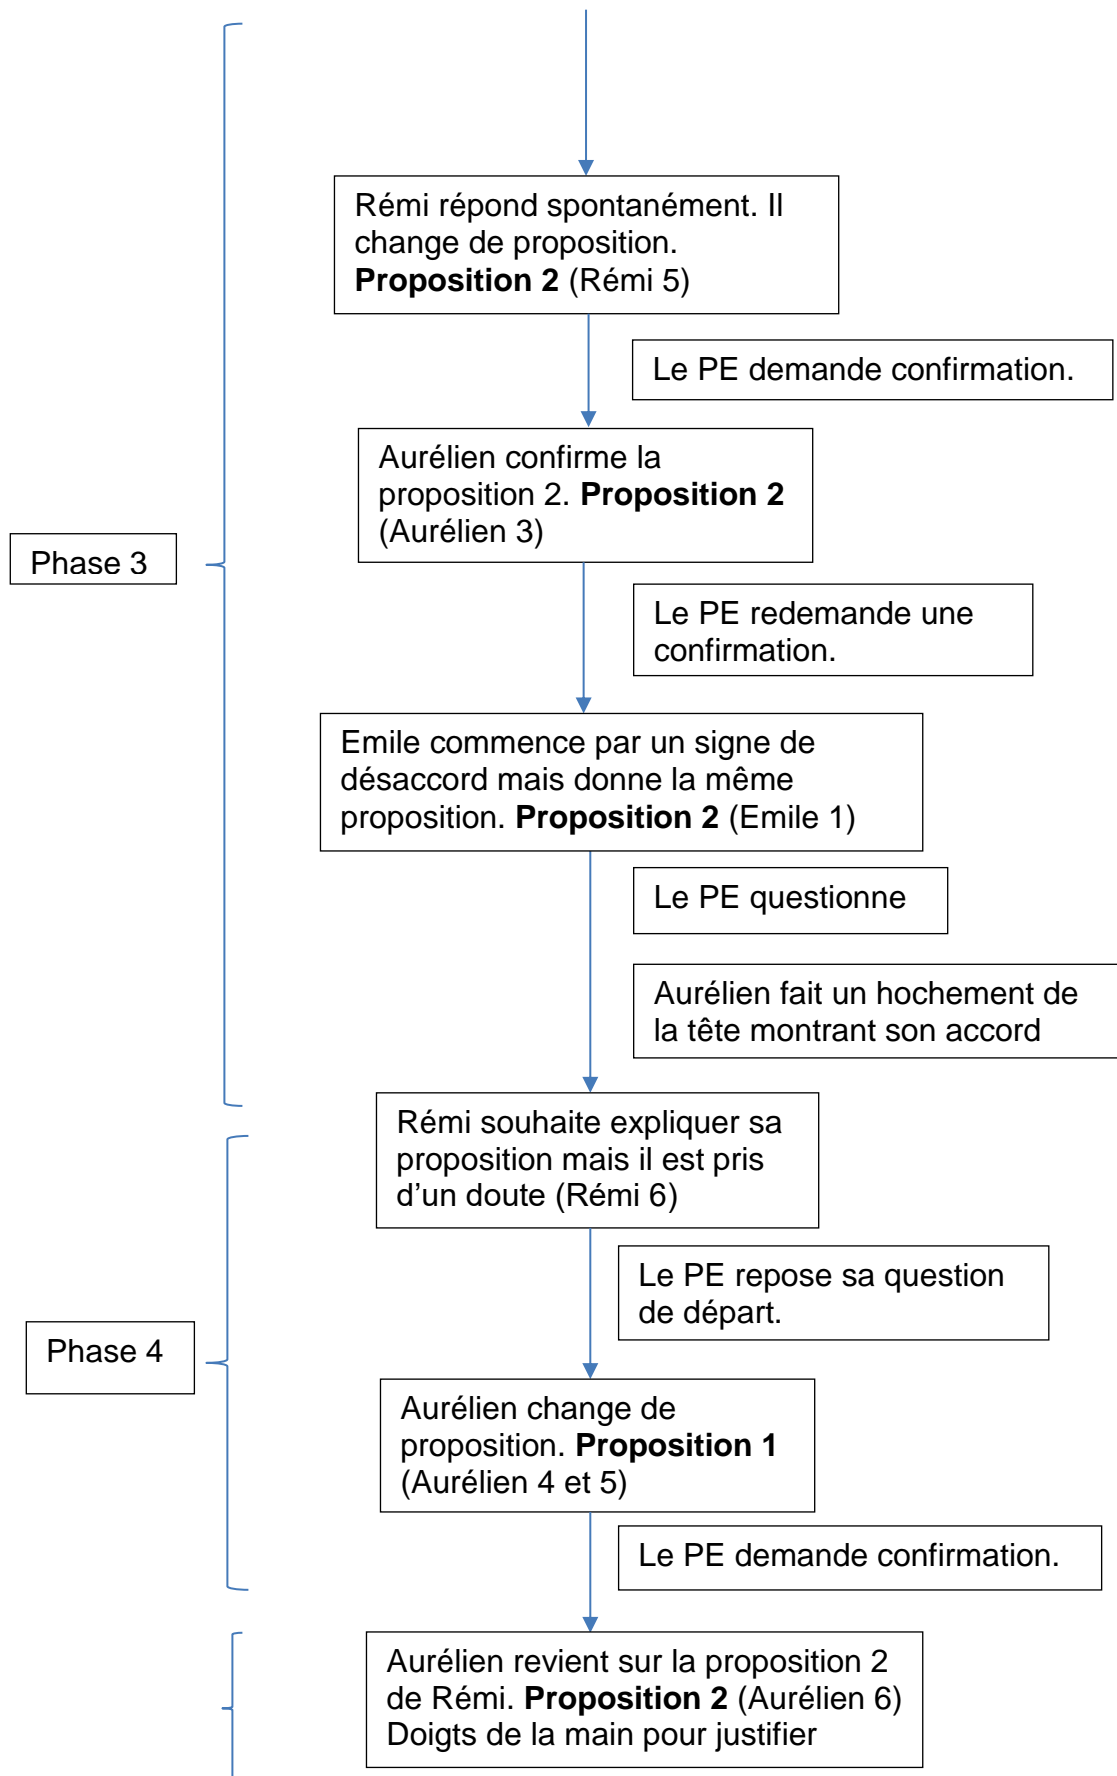 Rémi répond spontanément. Il
change de proposition.
Proposition 2 (Rémi 5)
Le PE demande confirmation.
Aurélien confirme la
proposition 2. Proposition 2
(Aurélien 3)
Phase 3
Le PE redemande une
confirmation.
Emile commence par un signe de
désaccord mais donne la même
proposition. Proposition 2 (Emile 1)
Le PE questionne
Aurélien fait un hochement de
la tête montrant son accord
Rémi souhaite expliquer sa
proposition mais il est pris
d’un doute (Rémi 6)
Le PE repose sa question
de départ.
Phase 4
Aurélien change de
proposition. Proposition 1
(Aurélien 4 et 5)
Le PE demande confirmation.
Aurélien revient sur la proposition 2
de Rémi. Proposition 2 (Aurélien 6)
Doigts de la main pour justifier